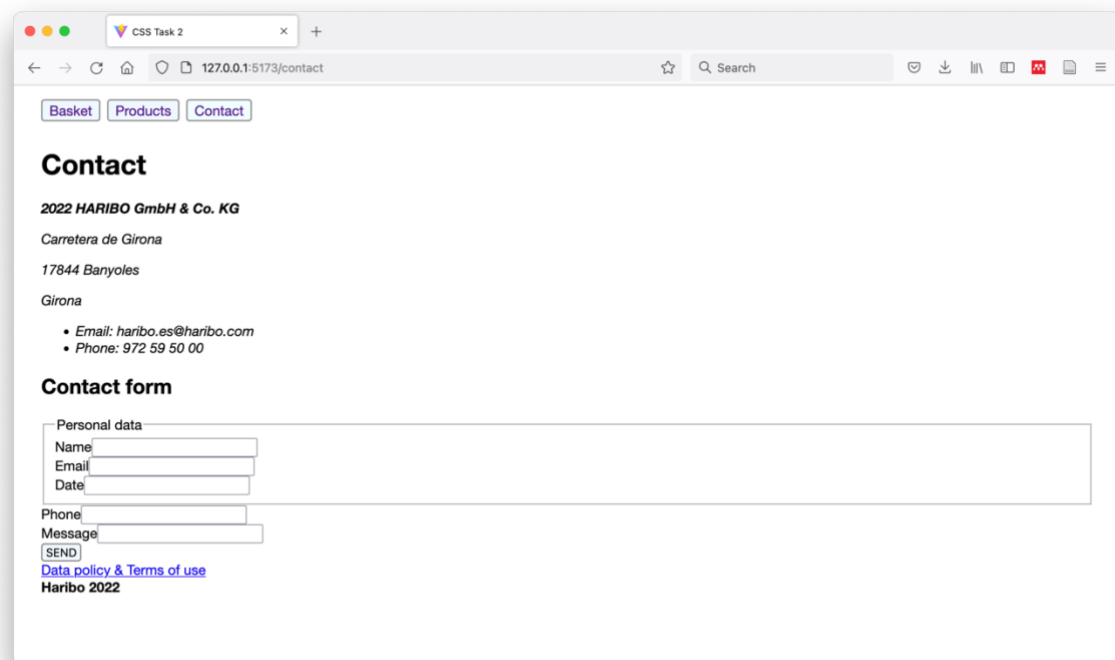 CSS Task 2
127.0.0.1:5173/contact
Search
Basket Products Contact
Contact
2022 HARIBO GmbH & Co. KG
Carretera de Girona
17844 Banyoles
Girona
• Email: haribo.es@haribo.com
• Phone: 972 59 50 00
Contact form
Personal data
Name
Email
Date
Phone
Message
SEND
Data policy & Terms of use
Haribo 2022